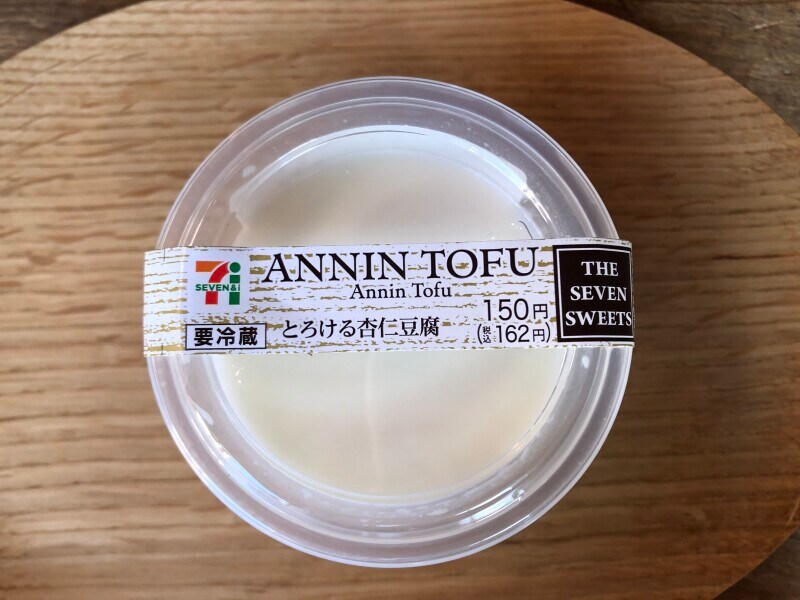 SEVEN&i
ANNIN TOFU
Annin Tofu
要冷蔵
とろける杏仁豆腐
150円
(税込162円)
THE
SEVEN
SWEETS